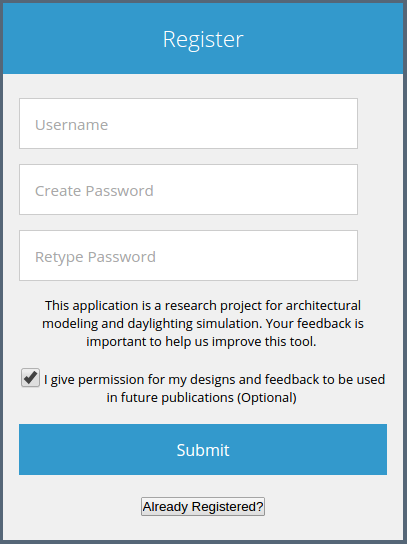 Register
Username
Create Password
Retype Password
This application is a research project for architectural
modeling and daylighting simulation. Your feedback is
important to help us improve this tool.
I give permission for my designs and feedback to be used
in future publications (Optional)
Submit
Already Registered?